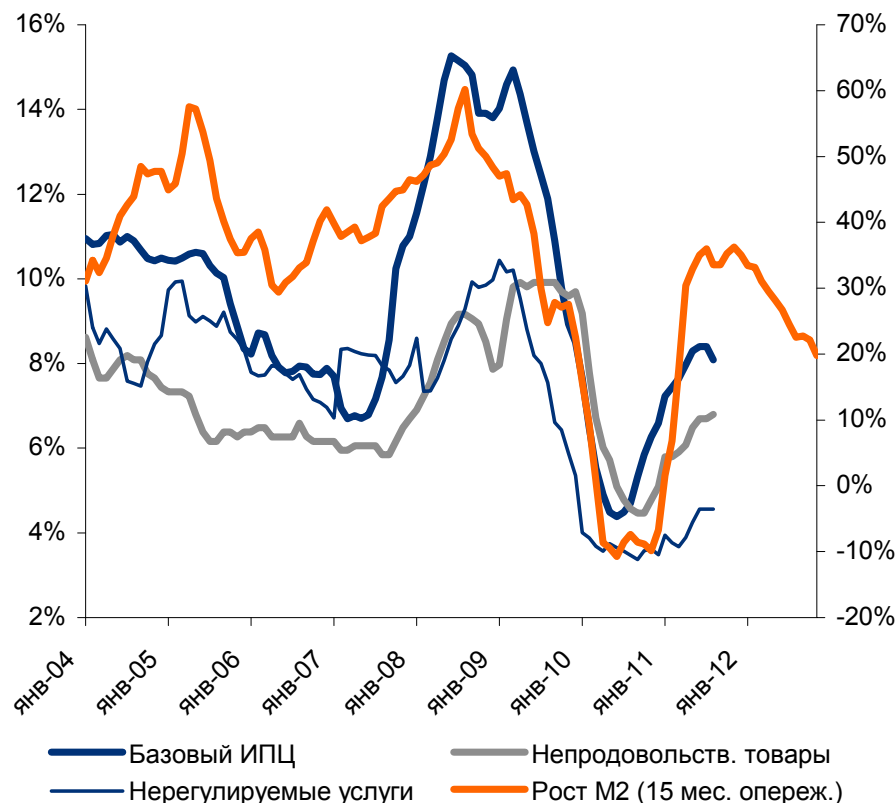 16%
14%
12%
10%
8%
6%
4%
2%
70%
60%
50%
40%
30%
20%
10%
0%
-10%
-20%
янв-04
янв-05
янв-06
янв-07
янв-08
янв-09
янв-10
янв-11
янв-12
Базовый ИПЦ
Непродовольств. товары
Нерегулируемые услуги
Рост М2 (15 мес. опереж.)